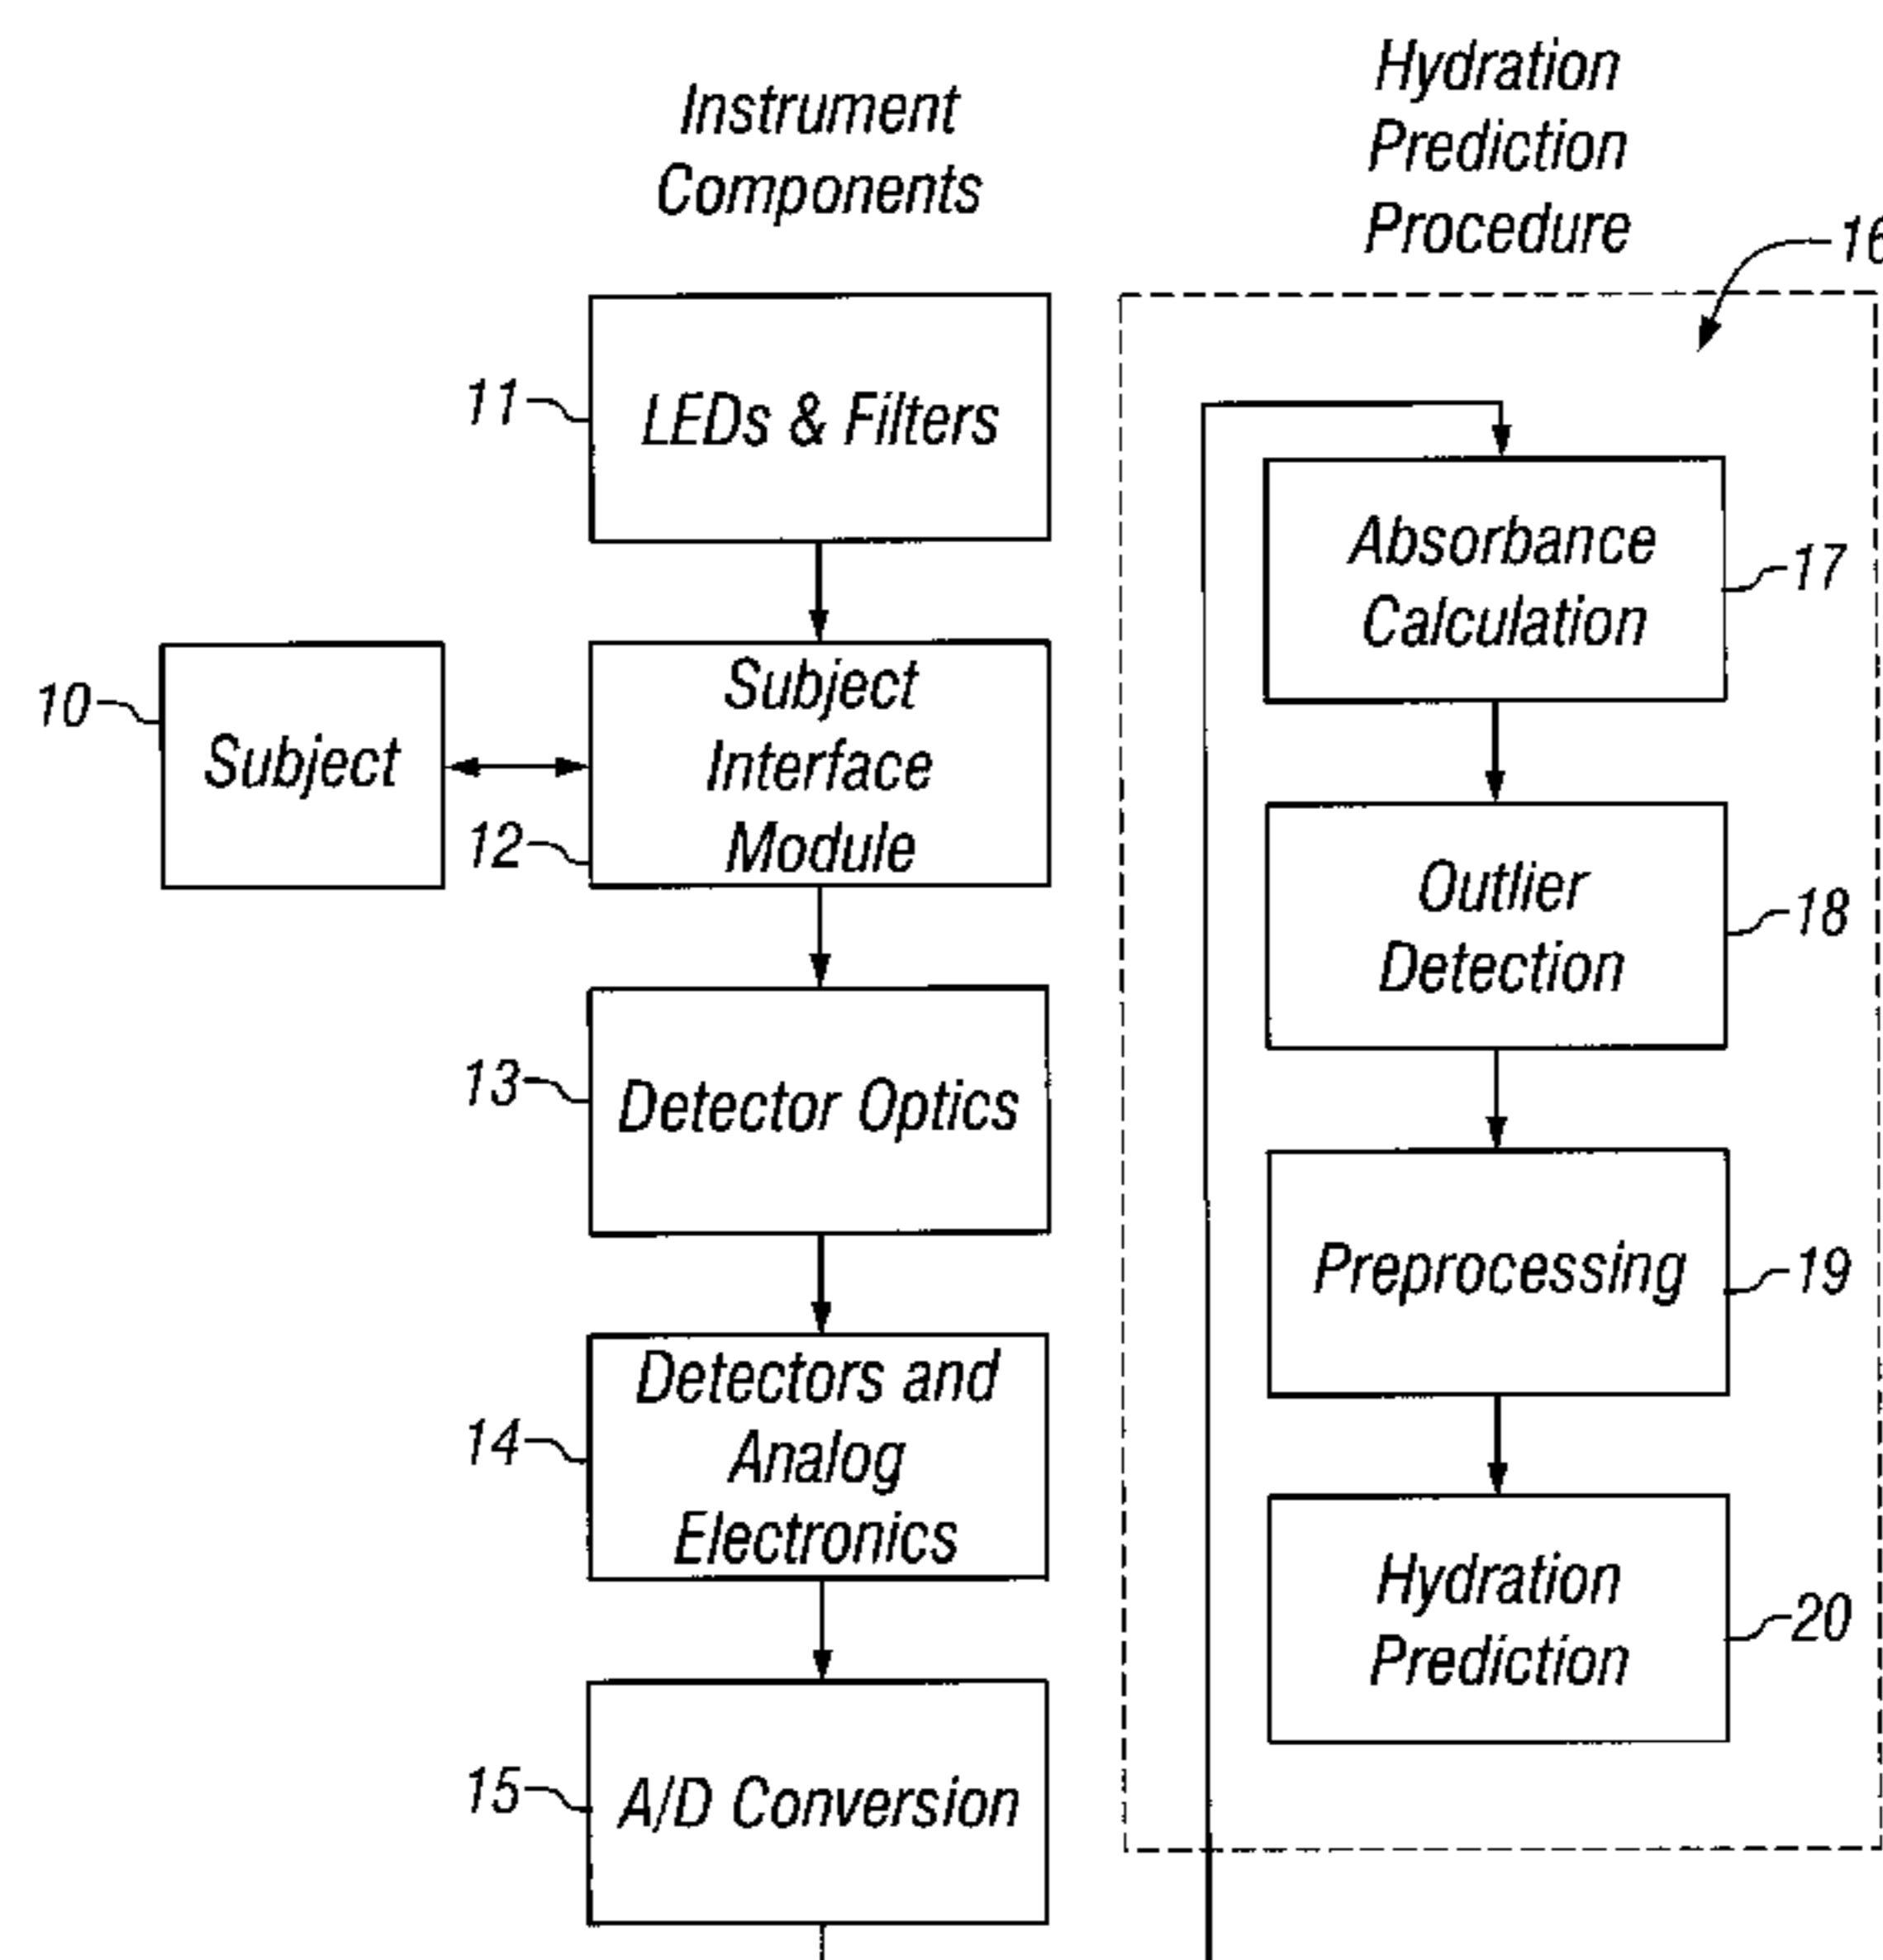 Instrument
Components
11
LEDs & Filters
10
Subject
12
Subject
Interface
Module
13
Detector Optics
14
Detectors and
Analog
Electronics
15
A/D Conversion
Hydration
Prediction
Procedure
16
Absorbance
Calculation
17
Outlier
Detection
18
Preprocessing
19
Hydration
Prediction
20